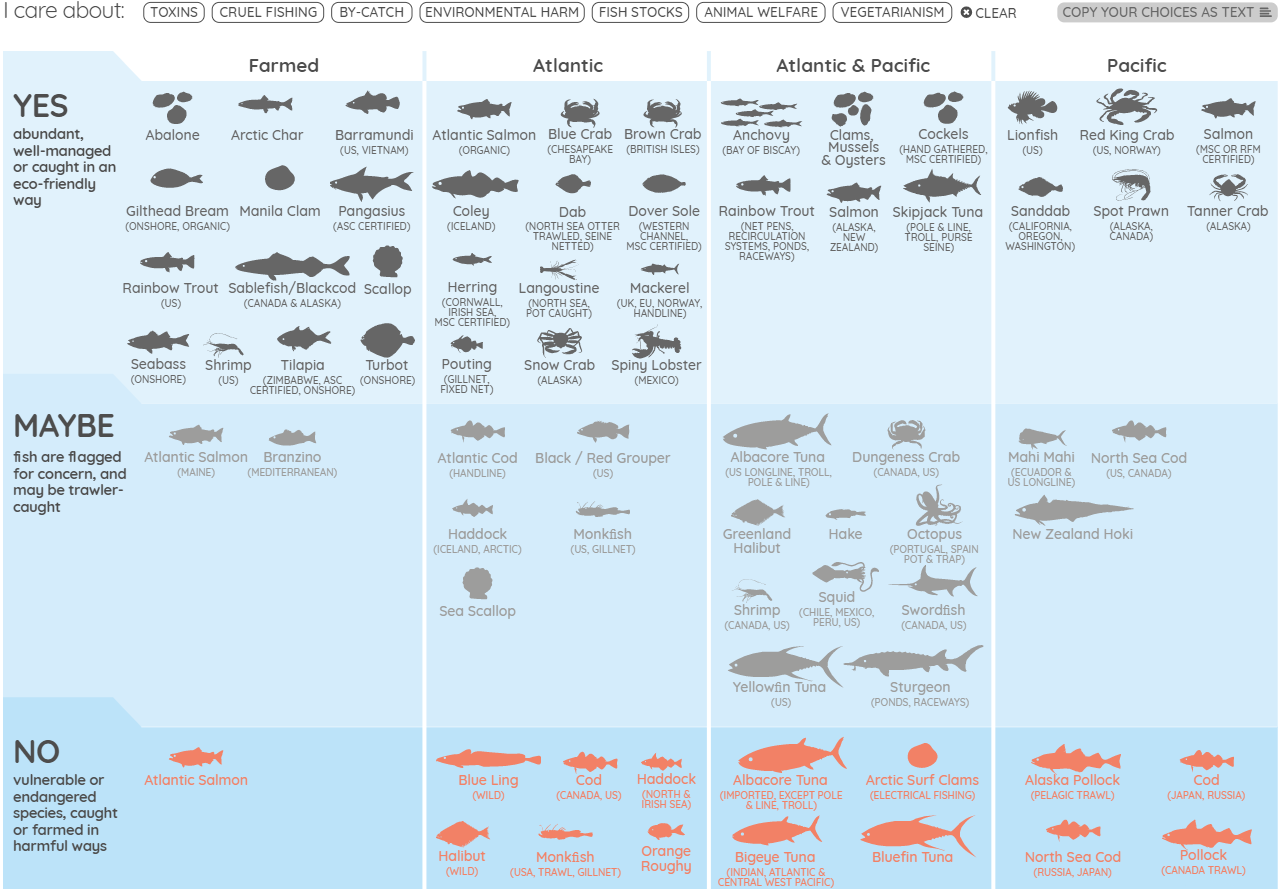 I care about:
TOXINS
CRUEL FISHING
BY-CATCH
ENVIRONMENTAL HARM
FISH STOCKS
ANIMAL WELFARE
VEGETARIANISM
CLEAR
COPY YOUR CHOICES AS TEXT
Farmed
Atlantic
Atlantic & Pacific
Pacific
YES
abundant,
well-managed
or caught in an
eco-friendly
way
Abalone
Arctic Char
Barramundi
(US, VIETNAM)
Gilthead Bream
(ONSHORE, ORGANIC)
Manila Clam
Pangasius
(ASC CERTIFIED)
Rainbow Trout
(US)
Sablefish/Blackcod
(CANADA & ALASKA)
Scallop
Seabass
(ONSHORE)
Shrimp
(US)
Tilapia
(ZIMBABWE, ASC
CERTIFIED, ONSHORE)
Turbot
(ONSHORE)
Atlantic Salmon
(ORGANIC)
Blue Crab
(CHESAPEAKE
BAY)
Brown Crab
(BRITISH ISLES)
Coley
(ICELAND)
Dab
(NORTH SEA OTTER
TRAWLED, SEINE
NETTED)
Dover Sole
(WESTERN
CHANNEL,
MSC CERTIFIED)
Herring
(CORNWALL,
IRISH SEA,
MSC CERTIFIED)
Langoustine
(NORTH SEA,
POT CAUGHT)
Mackerel
(UK, EU, NORWAY,
HANDLINE)
Pouting
(GILLNET,
FIXED NET)
Snow Crab
(ALASKA)
Spiny Lobster
(MEXICO)
Anchovy
(BAY OF BISCAY)
Clams,
Mussels
& Oysters
Cockels
(HAND GATHERED,
MSC CERTIFIED)
Rainbow Trout
(NET PENS,
RECIRCULATION
SYSTEMS, PONDS,
RACEWAYS)
Salmon
(ALASKA,
NEW
ZEALAND)
Skipjack Tuna
(POLE & LINE,
TROLL, PURSE
SEINE)
Lionfish
(US)
Red King Crab
(US, NORWAY)
Salmon
(MSC OR RFM
CERTIFIED)
Sanddab
(CALIFORNIA,
OREGON,
WASHINGTON)
Spot Prawn
(ALASKA,
CANADA)
Tanner Crab
(ALASKA)
MAYBE
fish are flagged
for concern, and
may be trawler-
caught
Atlantic Salmon
(MAINE)
Branzino
(MEDITERRANEAN)
Atlantic Cod
(HANDLINE)
Black / Red Grouper
(US)
Haddock
(ICELAND, ARCTIC)
Monkfish
(US, GILLNET)
Sea Scallop
Albacore Tuna
(US LONGLINE, TROLL,
POLE & LINE)
Dungeness Crab
(CANADA, US)
Greenland
Halibut
Hake
Octopus
(PORTUGAL, SPAIN
POT & TRAP)
Shrimp
(CANADA, US)
Squid
(CHILE, MEXICO,
PERU, US)
Swordfish
(CANADA, US)
Yellowfin Tuna
(US)
Sturgeon
(PONDS, RACEWAYS)
Mahi Mahi
(ECUADOR &
US LONGLINE)
North Sea Cod
(US, CANADA)
New Zealand Hoki
NO
vulnerable or
endangered
species, caught
or farmed in
harmful ways
Atlantic Salmon
Blue Ling
(WILD)
Cod
(CANADA, US)
Haddock
(NORTH &
IRISH SEA)
Halibut
(WILD)
Monkfish
(USA, TRAWL, GILLNET)
Orange
Roughy
Albacore Tuna
(IMPORTED, EXCEPT POLE
& LINE, TROLL)
Arctic Surf Clams
(ELECTRICAL FISHING)
Bigeye Tuna
(INDIAN, ATLANTIC &
CENTRAL WEST PACIFIC)
Bluefin Tuna
Alaska Pollock
(PELAGIC TRAWL)
Cod
(JAPAN, RUSSIA)
North Sea Cod
(RUSSIA, JAPAN)
Pollock
(CANADA TRAWL)